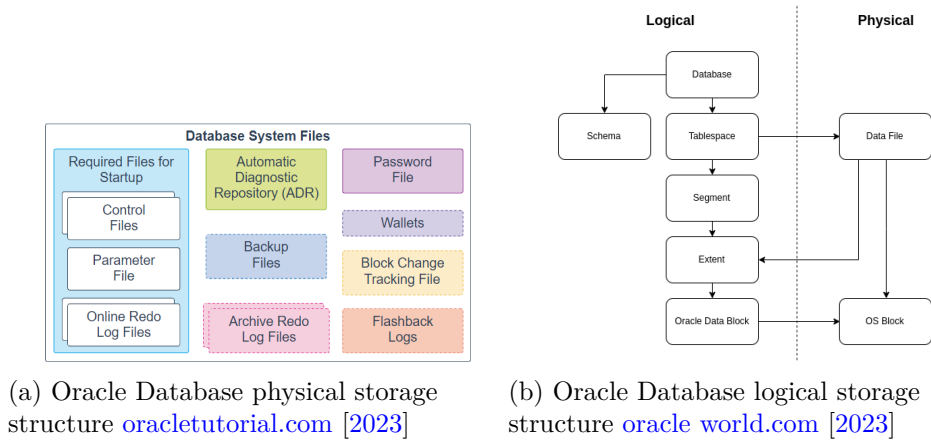 Database System Files
Required Files for
Startup
Control
Files
Parameter
File
Online Redo
Log Files
Automatic
Diagnostic
Repository (ADR)
Backup
Files
Archive Redo
Log Files
Password
File
Wallets
Block Change
Tracking File
Flashback
Logs
(a) Oracle Database physical storage
structure oracletutorial.com [2023]
Logical
Physical
Database
Schema
Tablespace
Data File
Segment
Extent
Oracle Data Block
OS Block
(b) Oracle Database logical storage
structure oracle world.com [2023]